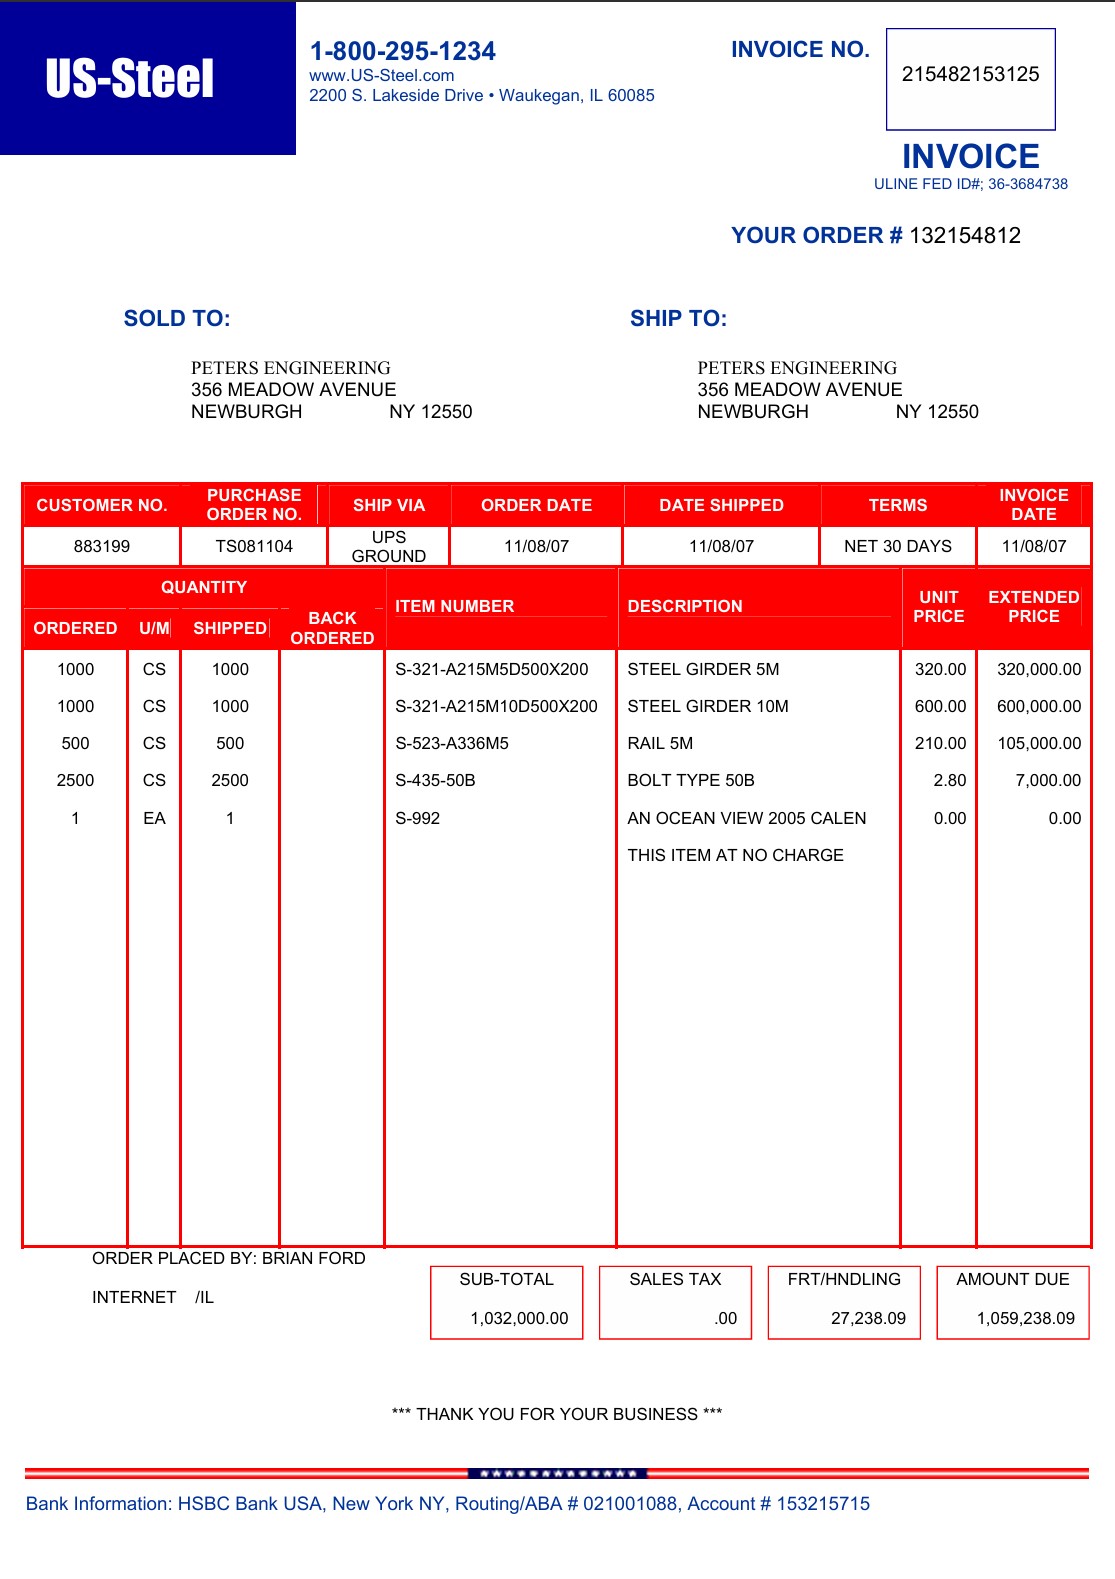 US-Steel
1-800-295-1234
www.US-Steel.com
2200 S. Lakeside Drive • Waukegan, IL 60085
INVOICE NO.
215482153125
INVOICE
ULINE FED ID#; 36-3684738
YOUR ORDER # 132154812
SOLD TO:
PETERS ENGINEERING
356 MEADOW AVENUE
NEWBURGH NY 12550
SHIP TO:
PETERS ENGINEERING
356 MEADOW AVENUE
NEWBURGH NY 12550
CUSTOMER NO. PURCHASE ORDER NO. SHIP VIA ORDER DATE DATE SHIPPED TERMS INVOICE DATE
883199 TS081104 UPS GROUND 11/08/07 11/08/07 NET 30 DAYS 11/08/07
QUANTITY
ORDERED U/M SHIPPED BACK ORDERED ITEM NUMBER DESCRIPTION UNIT PRICE EXTENDED PRICE
1000 CS 1000 S-321-A215M5D500X200 STEEL GIRDER 5M 320.00 320,000.00
1000 CS 1000 S-321-A215M10D500X200 STEEL GIRDER 10M 600.00 600,000.00
500 CS 500 S-523-A336M5 RAIL 5M 210.00 105,000.00
2500 CS 2500 S-435-50B BOLT TYPE 50B 2.80 7,000.00
1 EA 1 S-992 AN OCEAN VIEW 2005 CALEN 0.00 0.00
THIS ITEM AT NO CHARGE
ORDER PLACED BY: BRIAN FORD
INTERNET /IL
SUB-TOTAL SALES TAX FRT/HNDLING AMOUNT DUE
1,032,000.00 .00 27,238.09 1,059,238.09
*** THANK YOU FOR YOUR BUSINESS ***
Bank Information: HSBC Bank USA, New York NY, Routing/ABA # 021001088, Account # 153215715